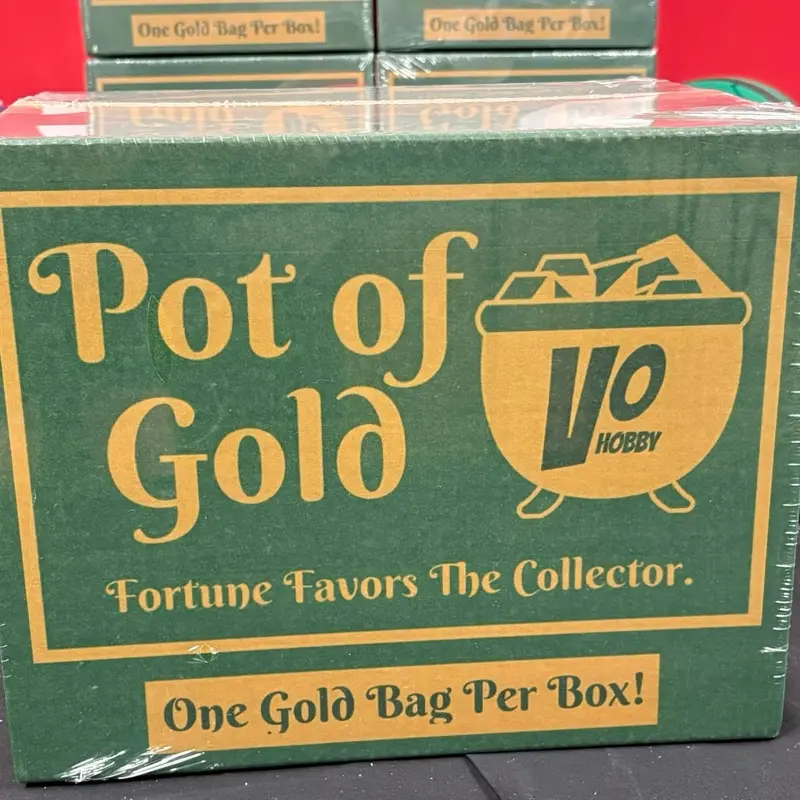 One Gold Bag Per Box!
One Gold Bag Per Box!
Pot of
Gold
VO
HOBBY
Fortune Favors The Collector.
One Gold Bag Per Box!